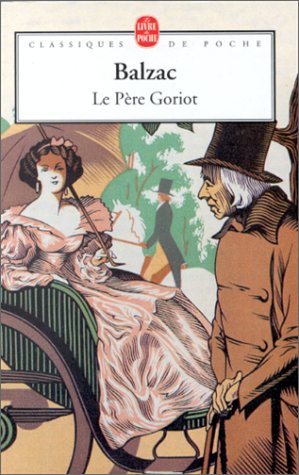 Le
LIVRE
de
POCHE
CLASSIQUES DE POCHE
Balzac
Le Père Goriot